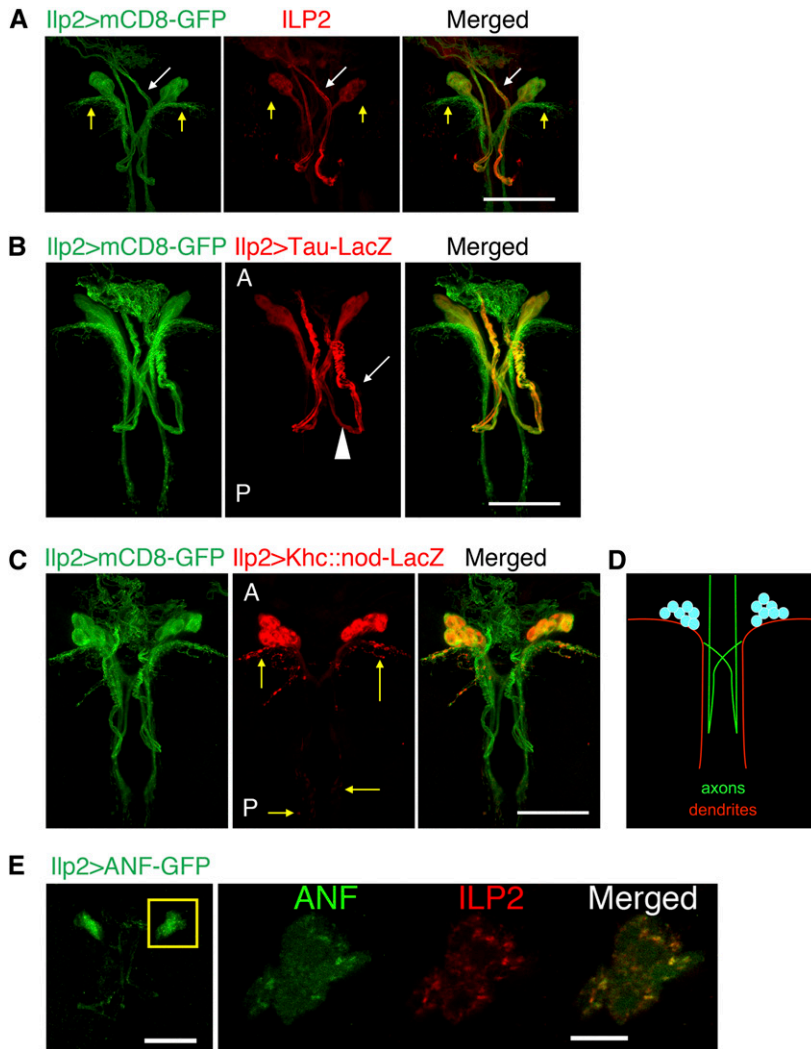 A
Ilp2>mCD8-GFP ILP2 Merged
B
Ilp2>mCD8-GFP Ilp2>Tau-LacZ Merged
A
P
C
Ilp2>mCD8-GFP Ilp2>Khc::nod-LacZ Merged
A
P
D
axons
dendrites
E
Ilp2>ANF-GFP
ANF ILP2 Merged